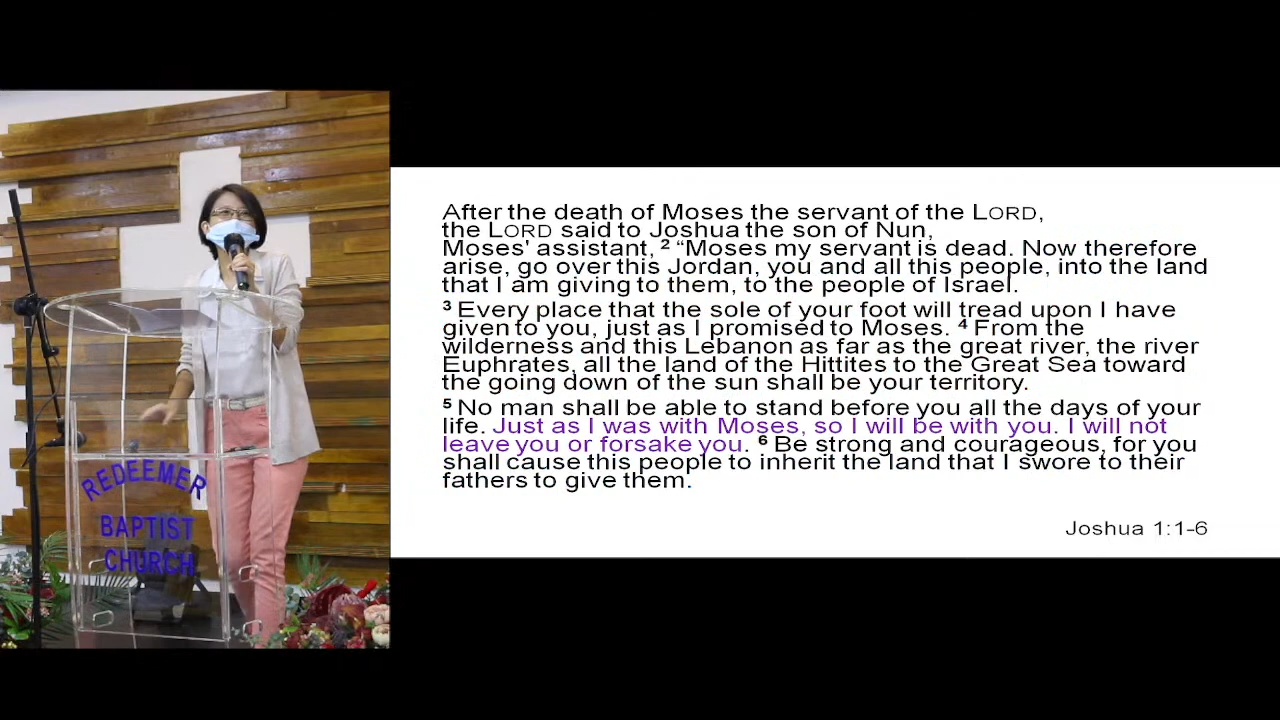 REDEEMER
BAPTIST
CHURCH
After the death of Moses the servant of the LORD,
the LORD said to Joshua the son of Nun,
Moses' assistant, ² “Moses my servant is dead. Now therefore
arise, go over this Jordan, you and all this people, into the land
that I am giving to them, to the people of Israel.
³ Every place that the sole of your foot will tread upon I have
given to you, just as I promised to Moses. ⁴ From the
wilderness and this Lebanon as far as the great river, the river
Euphrates, all the land of the Hittites to the Great Sea toward
the going down of the sun shall be your territory.
⁵ No man shall be able to stand before you all the days of your
life. Just as I was with Moses, so I will be with you. I will not
leave you or forsake you. ⁶ Be strong and courageous, for you
shall cause this people to inherit the land that I swore to their
fathers to give them.
Joshua 1:1-6